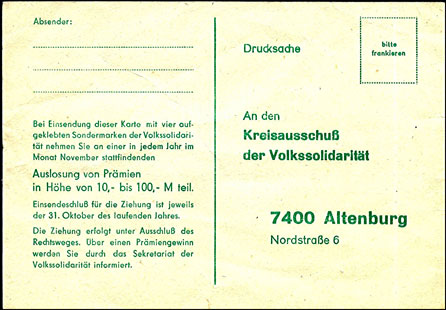 Absender:
Drucksache
bitte
frankieren
Bei Einsendung dieser Karte mit vier auf-
geklebten Sondermarken der Volkssolidari-
tät nehmen Sie an einer in jedem Jahr im
Monat November stattfindenden
Auslosung von Prämien
in Höhe von 10,- bis 100,- M teil.
Einsendeschluß für die Ziehung ist jeweils
der 31. Oktober des laufenden Jahres.
Die Ziehung erfolgt unter Ausschluß des
Rechtsweges. Über einen Prämiengewinn
werden Sie durch das Sekretariat der
Volkssolidarität informiert.
An den
Kreisausschuß
der Volkssolidarität
7400 Altenburg
Nordstraße 6